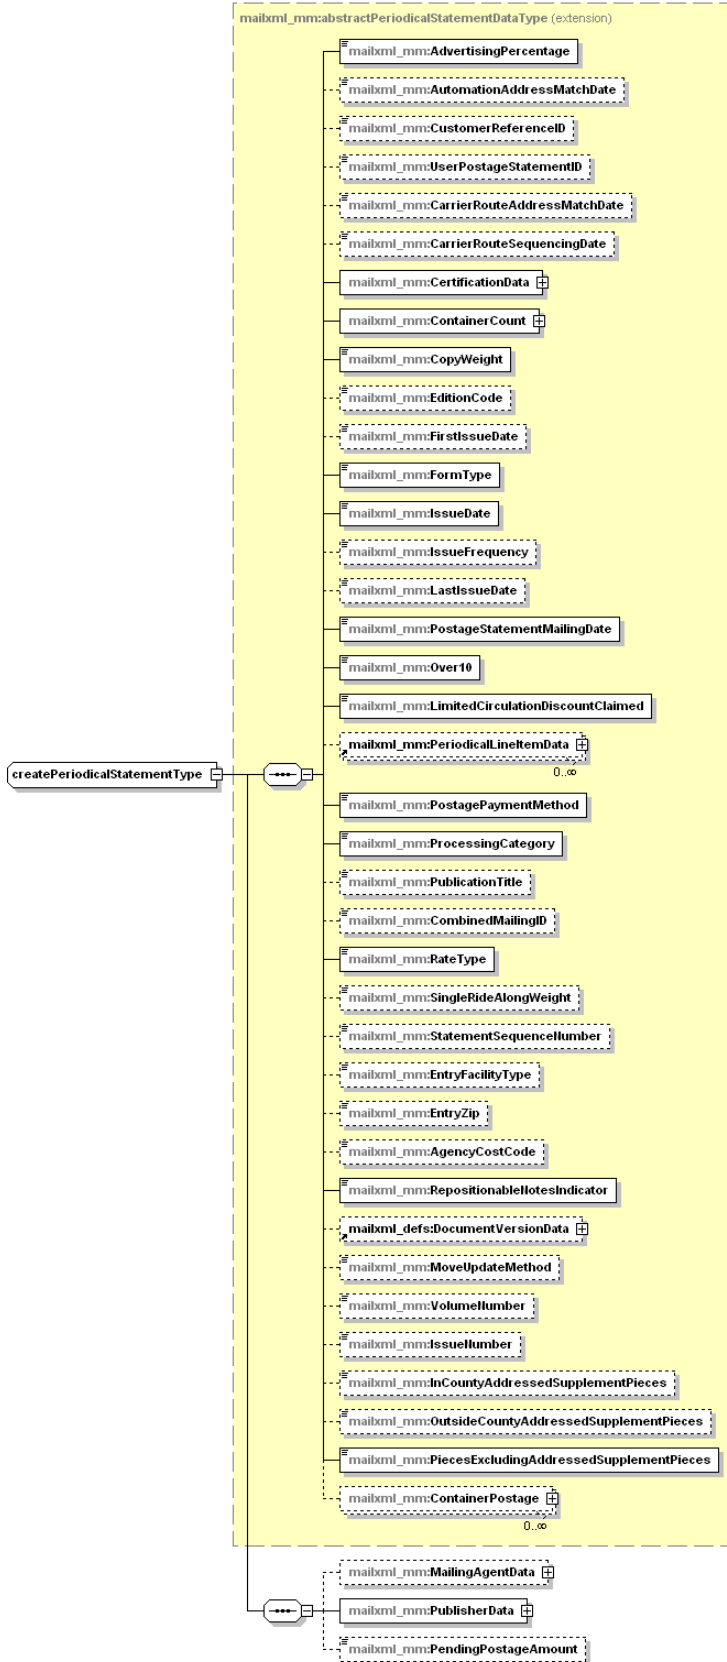 mailxml_mm:abstractPeriodicalStatementDataType (extension)
mailxml_mm:AdvertisingPercentage
mailxml_mm:AutomationAddressMatchDate
mailxml_mm:CustomerReferenceID
mailxml_mm:UserPostageStatementID
mailxml_mm:CarrierRouteAddressMatchDate
mailxml_mm:CarrierRouteSequencingDate
mailxml_mm:CertificationData
mailxml_mm:ContainerCount
mailxml_mm:CopyWeight
mailxml_mm:EditionCode
mailxml_mm:FirstIssueDate
mailxml_mm:FormType
mailxml_mm:IssueDate
mailxml_mm:IssueFrequency
mailxml_mm:LastIssueDate
mailxml_mm:PostageStatementMailingDate
mailxml_mm:Over10
mailxml_mm:LimitedCirculationDiscountClaimed
mailxml_mm:PeriodicalLineItemData
0..∞
createPeriodicalStatementType
mailxml_mm:PostagePaymentMethod
mailxml_mm:ProcessingCategory
mailxml_mm:PublicationTitle
mailxml_mm:CombinedMailingID
mailxml_mm:RateType
mailxml_mm:SingleRideAlongWeight
mailxml_mm:StatementSequenceNumber
mailxml_mm:EntryFacilityType
mailxml_mm:EntryZip
mailxml_mm:AgencyCostCode
mailxml_mm:RepositionableNotesIndicator
mailxml_defs:DocumentVersionData
mailxml_mm:MoveUpdateMethod
mailxml_mm:VolumeNumber
mailxml_mm:IssueNumber
mailxml_mm:InCountyAddressedSupplementPieces
mailxml_mm:OutsideCountyAddressedSupplementPieces
mailxml_mm:PiecesExcludingAddressedSupplementPieces
mailxml_mm:ContainerPostage
0..∞
mailxml_mm:MailingAgentData
mailxml_mm:PublisherData
mailxml_mm:PendingPostageAmount